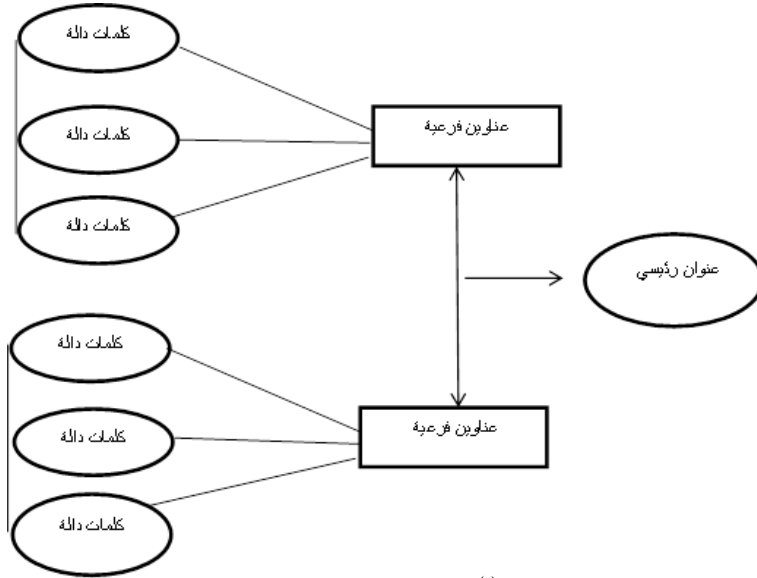 كلمات دالة
كلمات دالة
كلمات دالة
عناوين فرعية
عنوان رئيسي
كلمات دالة
كلمات دالة
كلمات دالة
عناوين فرعية